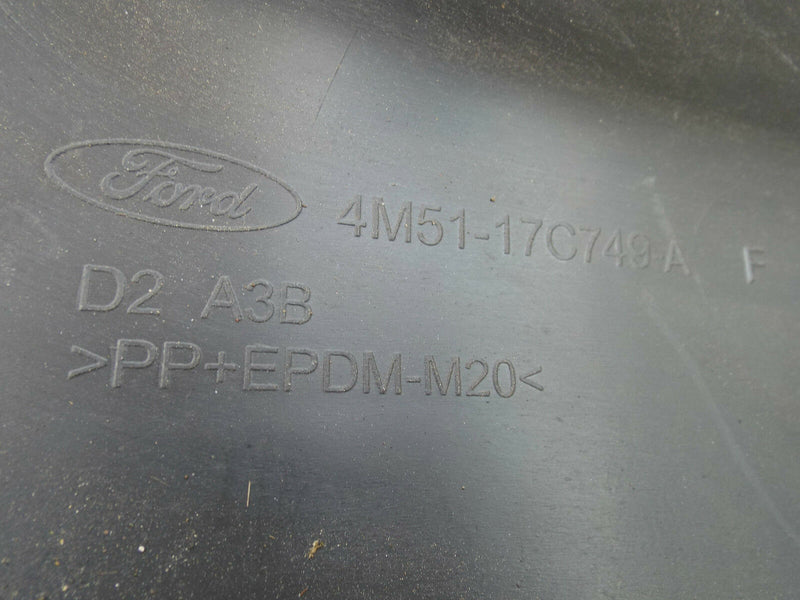 Ford 4M51-17C749-A F
D2 A3B
>PP+EPDM-M20<